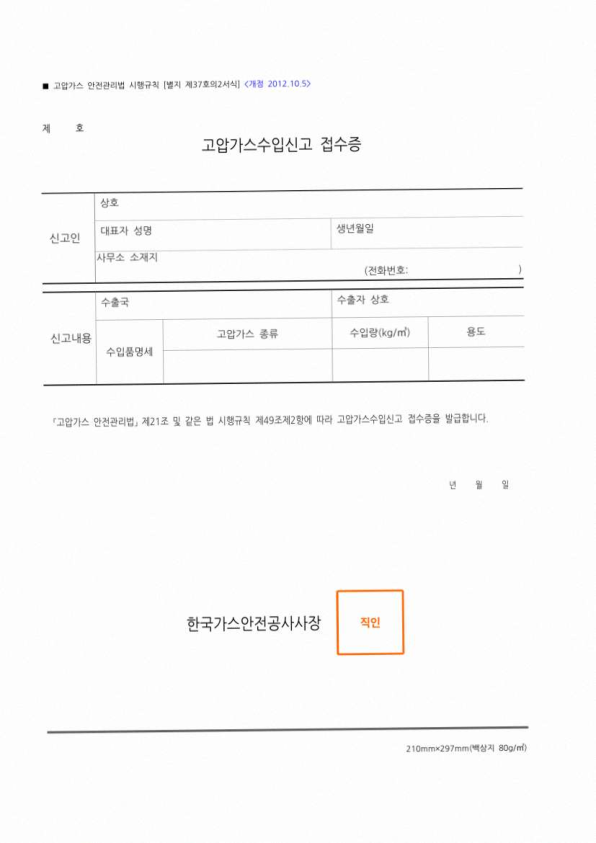 ■ 고압가스 안전관리법 시행규칙 [별지 제37호의2서식] <개정 2012.10.5>
제 호
고압가스수입신고 접수증
신고인
상호
대표자 성명 생년월일
사무소 소재지
(전화번호: )
신고내용
수출국 수출자 상호
수입품명세
고압가스 종류 수입량(kg/㎥) 용도
「고압가스 안전관리법」 제21조 및 같은 법 시행규칙 제49조제2항에 따라 고압가스수입신고 접수증을 발급합니다.
년 월 일
한국가스안전공사사장 직인
210mm×297mm(백상지 80g/㎡)